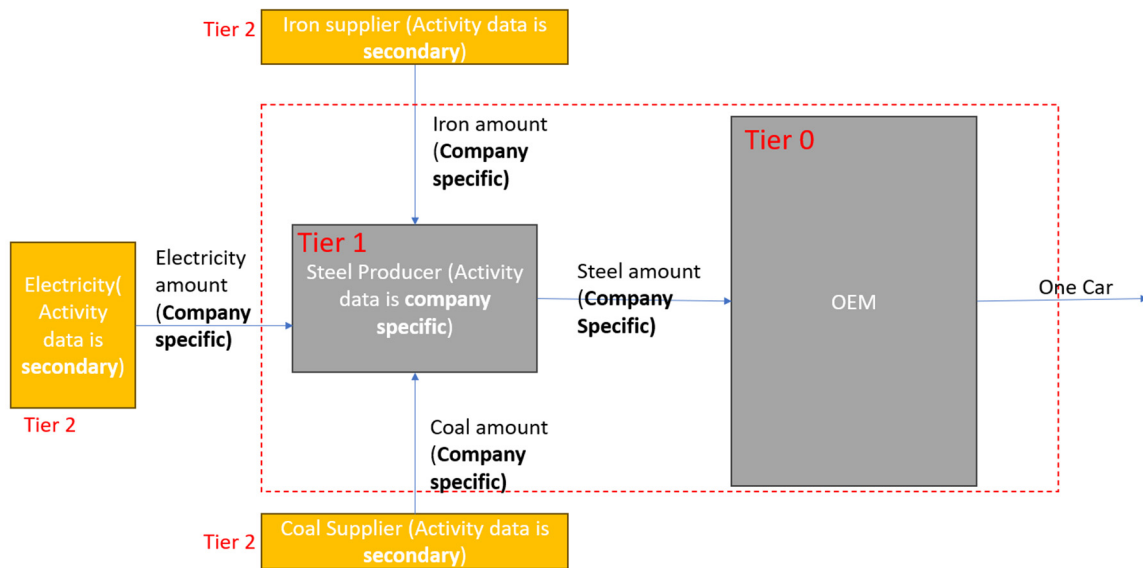 Tier 2
Iron supplier (Activity data is
secondary)
Iron amount
(Company
specific)
Tier 0
Tier 1
Steel Producer (Activity
data is company
specific)
Electricity
amount
(Company
specific)
Electricity(
Activity
data is
secondary)
Tier 2
Steel amount
(Company
Specific)
OEM
One Car
Coal amount
(Company
specific)
Tier 2
Coal Supplier (Activity data is
secondary)